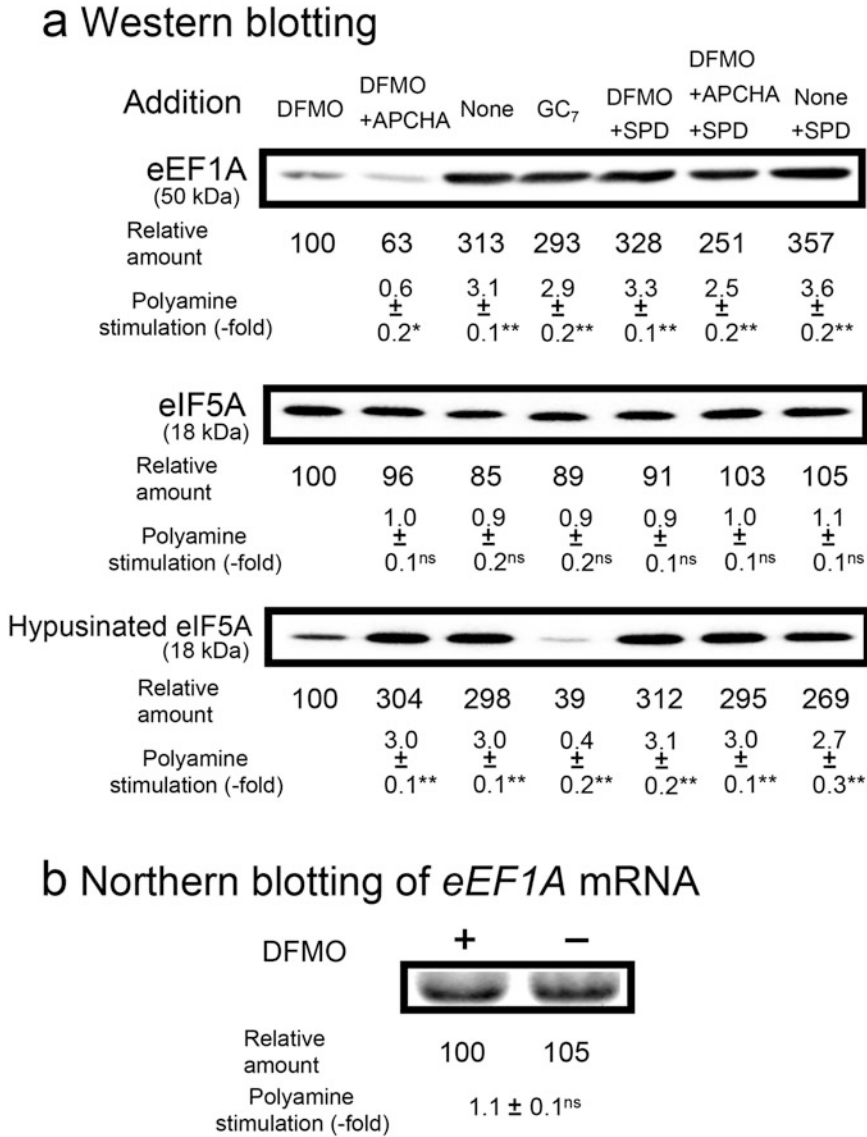 a Western blotting
Addition DFMO DFMO +APCHA None GC₇ DFMO +SPD DFMO +APCHA +SPD None +SPD
eEF1A
(50 kDa)
Relative amount 100 63 313 293 328 251 357
Polyamine stimulation (-fold) 0.6 ± 0.2* 3.1 ± 0.1** 2.9 ± 0.2** 3.3 ± 0.1** 2.5 ± 0.2** 3.6 ± 0.2**
eIF5A
(18 kDa)
Relative amount 100 96 85 89 91 103 105
Polyamine stimulation (-fold) 1.0 ± 0.1ns 0.9 ± 0.2ns 0.9 ± 0.2ns 0.9 ± 0.1ns 1.0 ± 0.1ns 1.1 ± 0.1ns
Hypusinated eIF5A
(18 kDa)
Relative amount 100 304 298 39 312 295 269
Polyamine stimulation (-fold) 3.0 ± 0.1** 3.0 ± 0.1** 0.4 ± 0.2** 3.1 ± 0.2** 3.0 ± 0.1** 2.7 ± 0.3**
b Northern blotting of eEF1A mRNA
DFMO + −
Relative amount 100 105
Polyamine stimulation (-fold) 1.1 ± 0.1ns